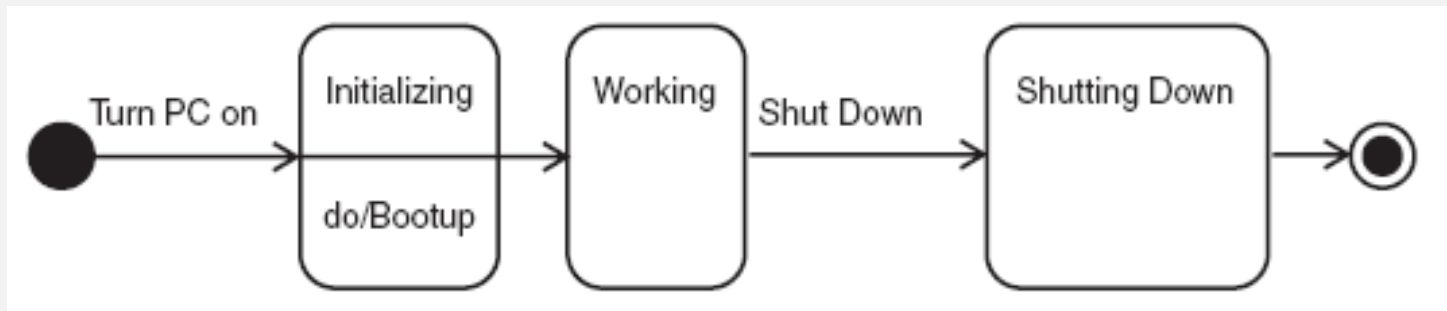 Turn PC on
Initializing
do/Bootup
Working
Shut Down
Shutting Down